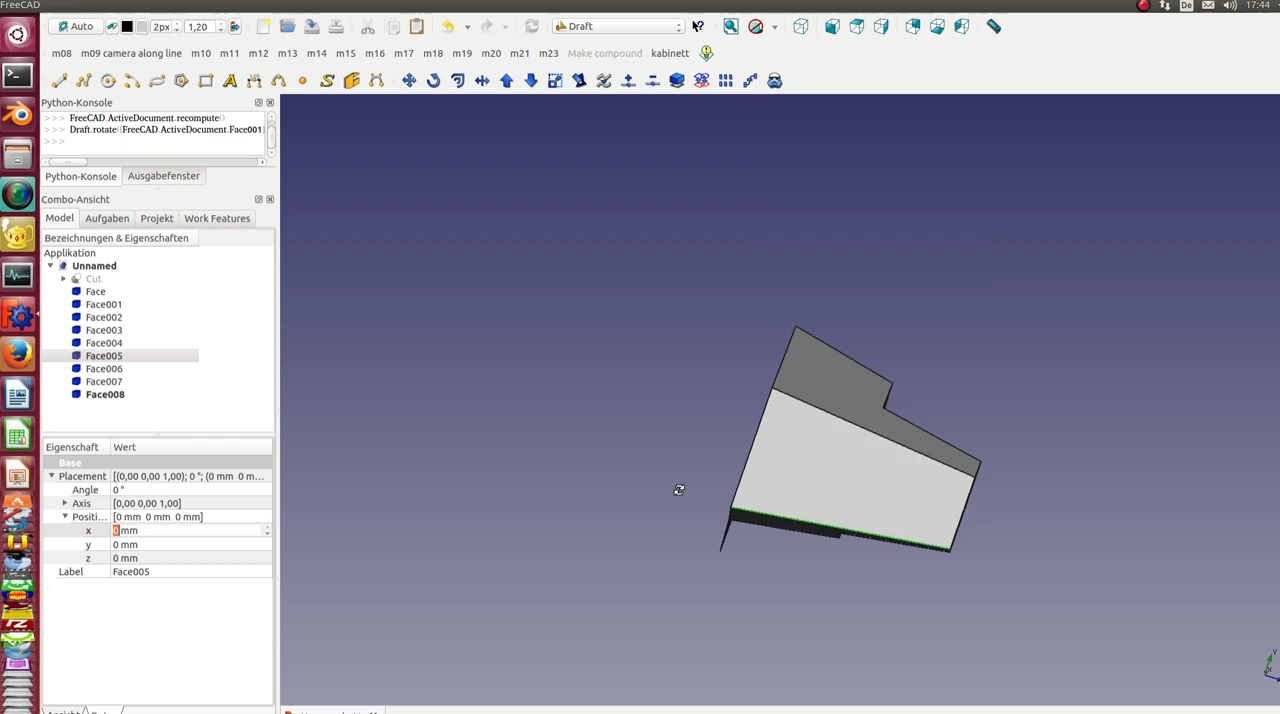 FreeCAD
De
17:44
Auto
2px
1,20
Draft
m08 m09 camera along line m10 m11 m12 m13 m14 m15 m16 m17 m18 m19 m20 m21 m23 Make compound kabinett
Python-Konsole
>>> FreeCAD.ActiveDocument.recompute()
>>> Draft.rotate([FreeCAD.ActiveDocument.Face001
>>>
Python-Konsole Ausgabefenster
Combo-Ansicht
Model Aufgaben Projekt Work Features
Bezeichnungen & Eigenschaften
Applikation
Unnamed
Cut
Face
Face001
Face002
Face003
Face004
Face005
Face006
Face007
Face008
Eigenschaft Wert
Base
Placement [(0,00 0,00 1,00); 0 °; (0 mm 0 m...
Angle 0 °
Axis [0,00 0,00 1,00]
Positi... [0 mm 0 mm 0 mm]
x 0 mm
y 0 mm
z 0 mm
Label Face005
Y
X